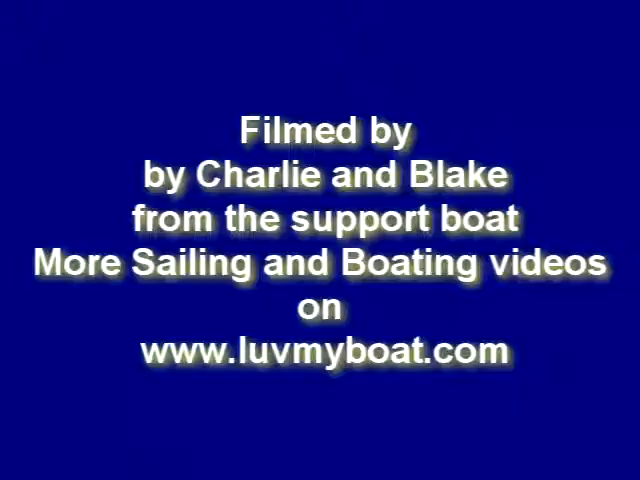 Filmed by
by Charlie and Blake
from the support boat
More Sailing and Boating videos
on
www.luvmyboat.com